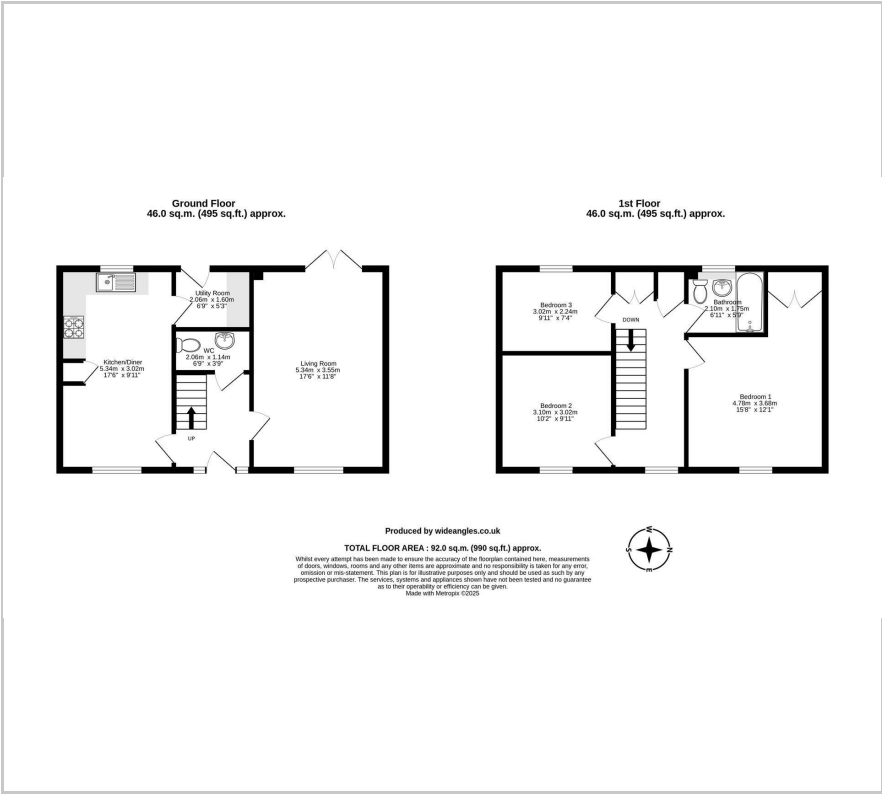 Ground Floor
46.0 sq.m. (495 sq.ft.) approx.
Utility Room
2.06m x 1.60m
6'9" x 5'3"
WC
2.06m x 1.14m
6'9" x 3'9"
Kitchen/Diner
5.34m x 3.02m
17'6" x 9'11"
Living Room
5.34m x 3.55m
17'6" x 11'8"
UP
1st Floor
46.0 sq.m. (495 sq.ft.) approx.
Bedroom 3
3.02m x 2.24m
9'11" x 7'4"
DOWN
Bathroom
2.10m x 1.75m
6'11" x 5'9"
Bedroom 2
3.10m x 3.02m
10'2" x 9'11"
Bedroom 1
4.78m x 3.68m
15'8" x 12'1"
Produced by wideangles.co.uk
TOTAL FLOOR AREA : 92.0 sq.m. (990 sq.ft.) approx.
Whilst every attempt has been made to ensure the accuracy of the floorplan contained here, measurements
of doors, windows, rooms and any other items are approximate and no responsibility is taken for any error,
omission or mis-statement. This plan is for illustrative purposes only and should be used as such by any
prospective purchaser. The services, systems and appliances shown have not been tested and no guarantee
as to their operability or efficiency can be given.
Made with Metropix ©2025
W
N
S
E